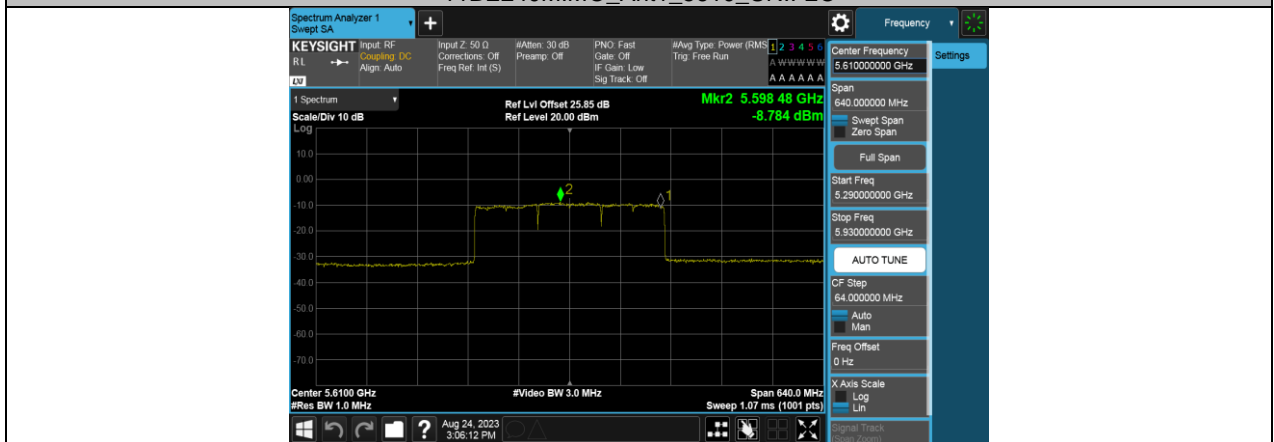 Spectrum Analyzer 1
Swept SA
+
Frequency
KEYSIGHT
RL
LXI
Input: RF
Coupling: DC
Align: Auto
Input Z: 50 Ω
Corrections: Off
Freq Ref: Int (S)
#Atten: 30 dB
Preamp: Off
PNO: Fast
Gate: Off
IF Gain: Low
Sig Track: Off
#Avg Type: Power (RMS
Trig: Free Run
1 2 3 4 5 6
A W W W W W
A A A A A A
Center Frequency
5.610000000 GHz
Settings
1 Spectrum
Scale/Div 10 dB
Log
Ref Lvl Offset 25.85 dB
Ref Level 20.00 dBm
Mkr2 5.598 48 GHz
-8.784 dBm
Span
640.000000 MHz
Swept Span
Zero Span
Full Span
Start Freq
5.290000000 GHz
Stop Freq
5.930000000 GHz
AUTO TUNE
CF Step
64.000000 MHz
Auto
Man
Freq Offset
0 Hz
X Axis Scale
Log
Lin
Signal Track
(Span Zoom)
10.0
0.00
-10.0
-20.0
-30.0
-40.0
-50.0
-60.0
-70.0
2
1
Center 5.6100 GHz
#Res BW 1.0 MHz
#Video BW 3.0 MHz
Span 640.0 MHz
Sweep 1.07 ms (1001 pts)
?
Aug 24, 2023
3:06:12 PM